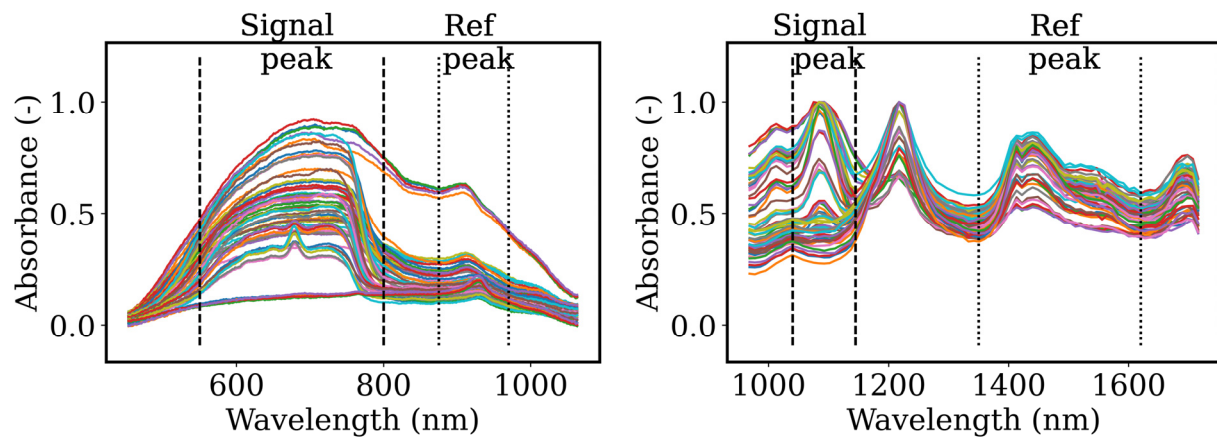 Signal peak
Ref peak
Absorbance (-)
1.0
0.5
0.0
600
800
1000
Wavelength (nm)
Signal peak
Ref peak
Absorbance (-)
1.0
0.5
0.0
1000
1200
1400
1600
Wavelength (nm)